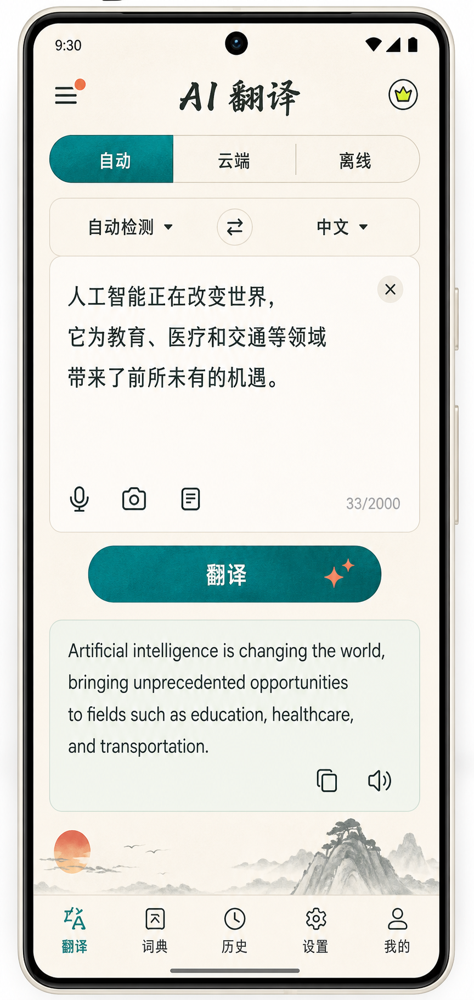 9:30
AI 翻译
自动 云端 离线
自动检测 中文
人工智能正在改变世界，
它为教育、医疗和交通等领域
带来了前所未有的机遇。
33/2000
翻译
Artificial intelligence is changing the world,
bringing unprecedented opportunities
to fields such as education, healthcare,
and transportation.
翻译 词典 历史 设置 我的